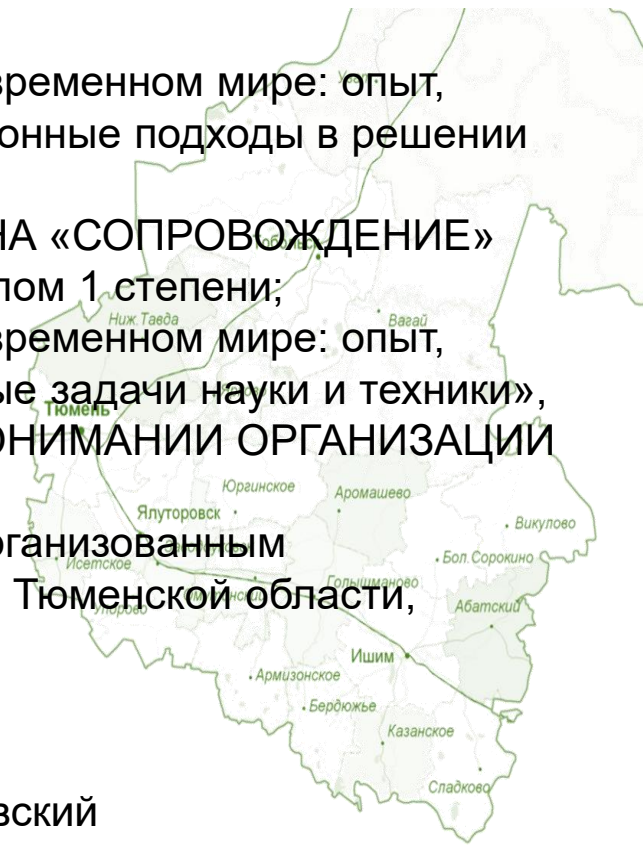 временном мире: опыт,
онные подходы в решении
НА «СОПРОВОЖДЕНИЕ»
лом 1 степени;
Ниж. Тавда
Вагай
временном мире: опыт,
ые задачи науки и техники»,
Тюмень
ОНИМАНИИ ОРГАНИЗАЦИИ
Юргинское
Аромашево
Ялуторовск
Викулово
рганизованным
Исетское
Бол. Сорокино
Голышманово
Тюменской области,
Абатский
Ишим
Армизонское
Бердюжье
Казанское
Сладково
вский